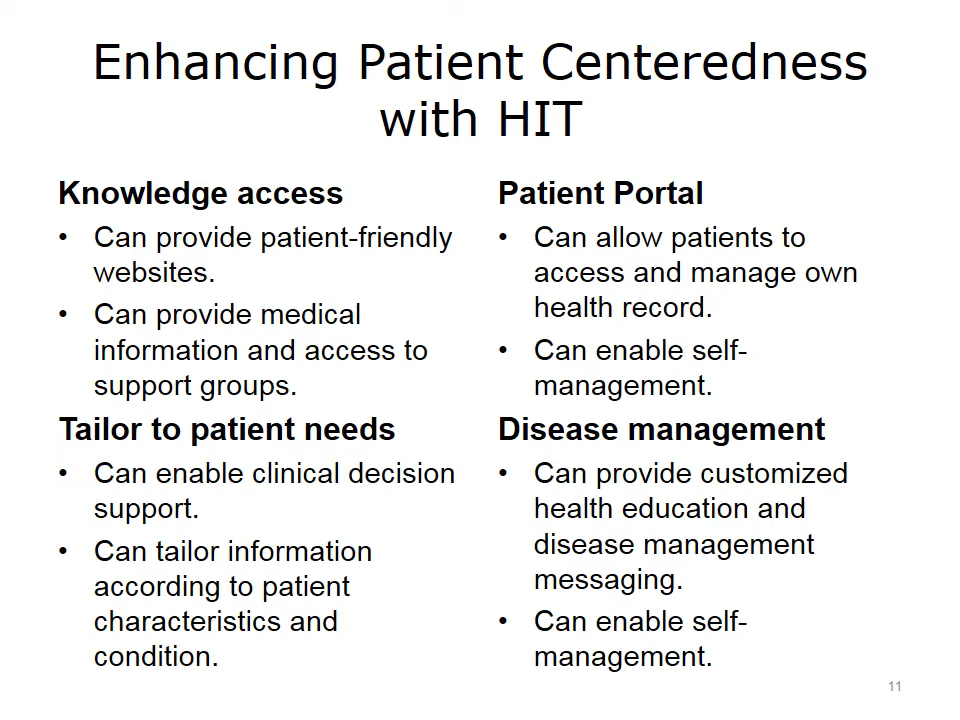 Enhancing Patient Centeredness
with HIT
Knowledge access
• Can provide patient-friendly
websites.
• Can provide medical
information and access to
support groups.
Tailor to patient needs
• Can enable clinical decision
support.
• Can tailor information
according to patient
characteristics and
condition.
Patient Portal
• Can allow patients to
access and manage own
health record.
• Can enable self-
management.
Disease management
• Can provide customized
health education and
disease management
messaging.
• Can enable self-
management.
11